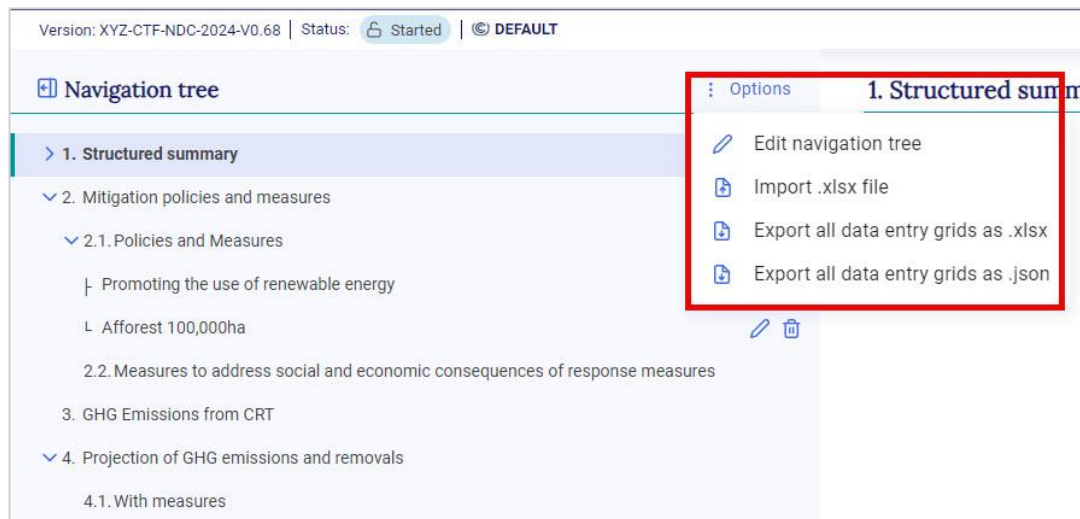 Version: XYZ-CTF-NDC-2024-V0.68 | Status: Started | © DEFAULT
Navigation tree
Options
1. Structured summ
Edit navigation tree
Import .xlsx file
Export all data entry grids as .xlsx
Export all data entry grids as .json
1. Structured summary
2. Mitigation policies and measures
2.1. Policies and Measures
Promoting the use of renewable energy
Afforest 100,000ha
2.2. Measures to address social and economic consequences of response measures
3. GHG Emissions from CRT
4. Projection of GHG emissions and removals
4.1. With measures